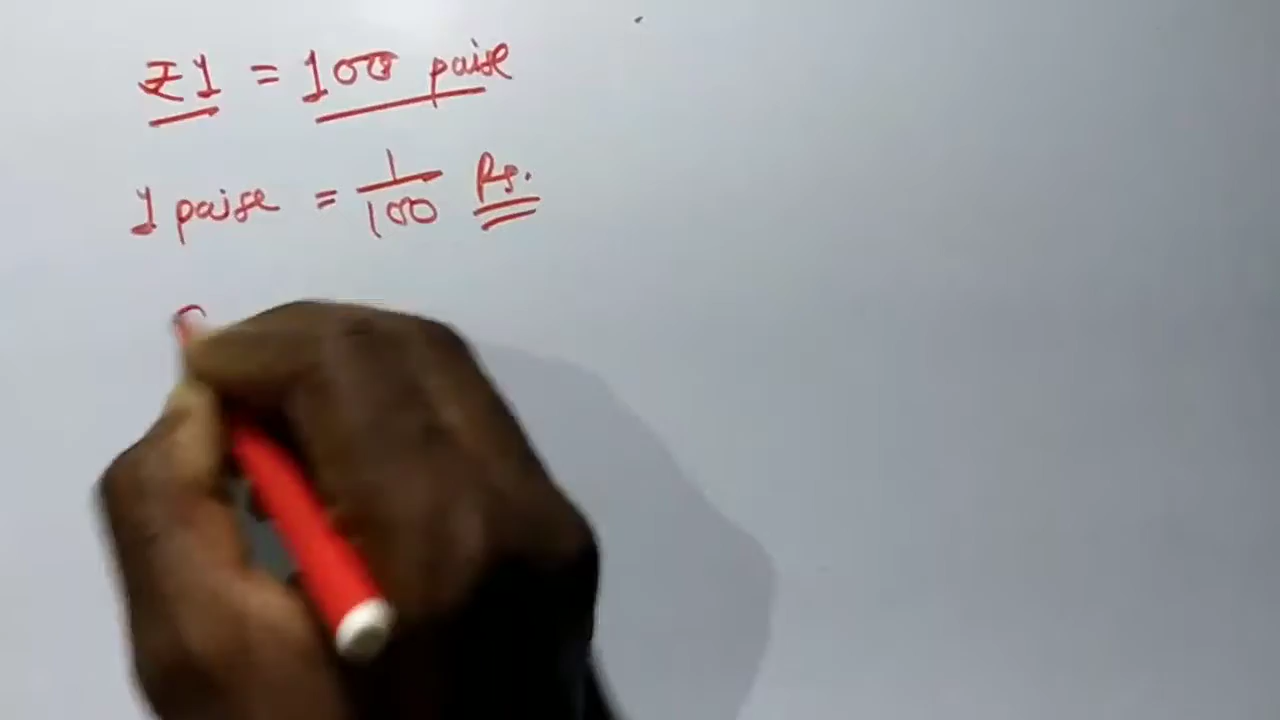 ₹1 = 100 paise
1 paise = 1/100 Rs.